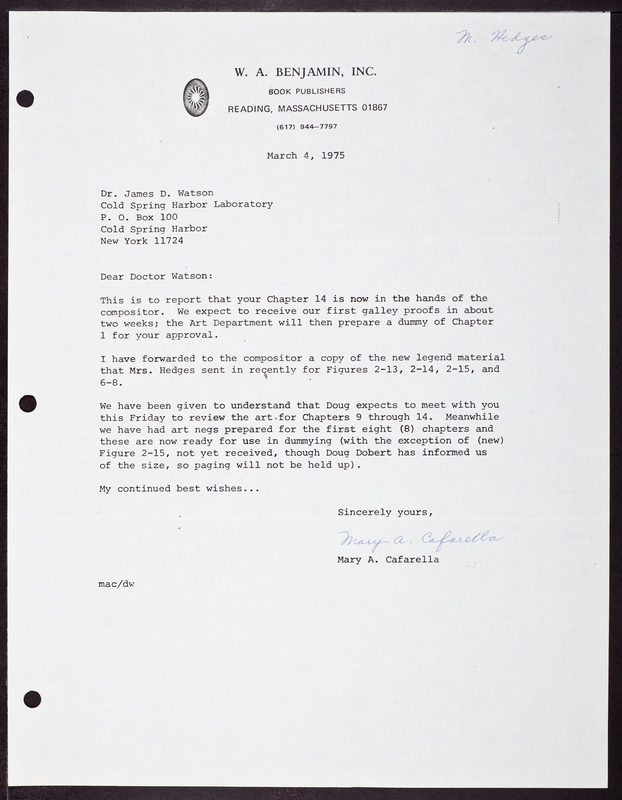 M. Hedges
W. A. BENJAMIN, INC.
BOOK PUBLISHERS
READING, MASSACHUSETTS 01867
(617) 944-7797
March 4, 1975
Dr. James D. Watson
Cold Spring Harbor Laboratory
P. O. Box 100
Cold Spring Harbor
New York 11724
Dear Doctor Watson:
This is to report that your Chapter 14 is now in the hands of the
compositor. We expect to receive our first galley proofs in about
two weeks; the Art Department will then prepare a dummy of Chapter
1 for your approval.
I have forwarded to the compositor a copy of the new legend material
that Mrs. Hedges sent in recently for Figures 2-13, 2-14, 2-15, and
6-8.
We have been given to understand that Doug expects to meet with you
this Friday to review the art for Chapters 9 through 14. Meanwhile
we have had art negs prepared for the first eight (8) chapters and
these are now ready for use in dummying (with the exception of (new)
Figure 2-15, not yet received, though Doug Dobert has informed us
of the size, so paging will not be held up).
My continued best wishes...
Sincerely yours,
Mary A. Cafarella
Mary A. Cafarella
mac/dw